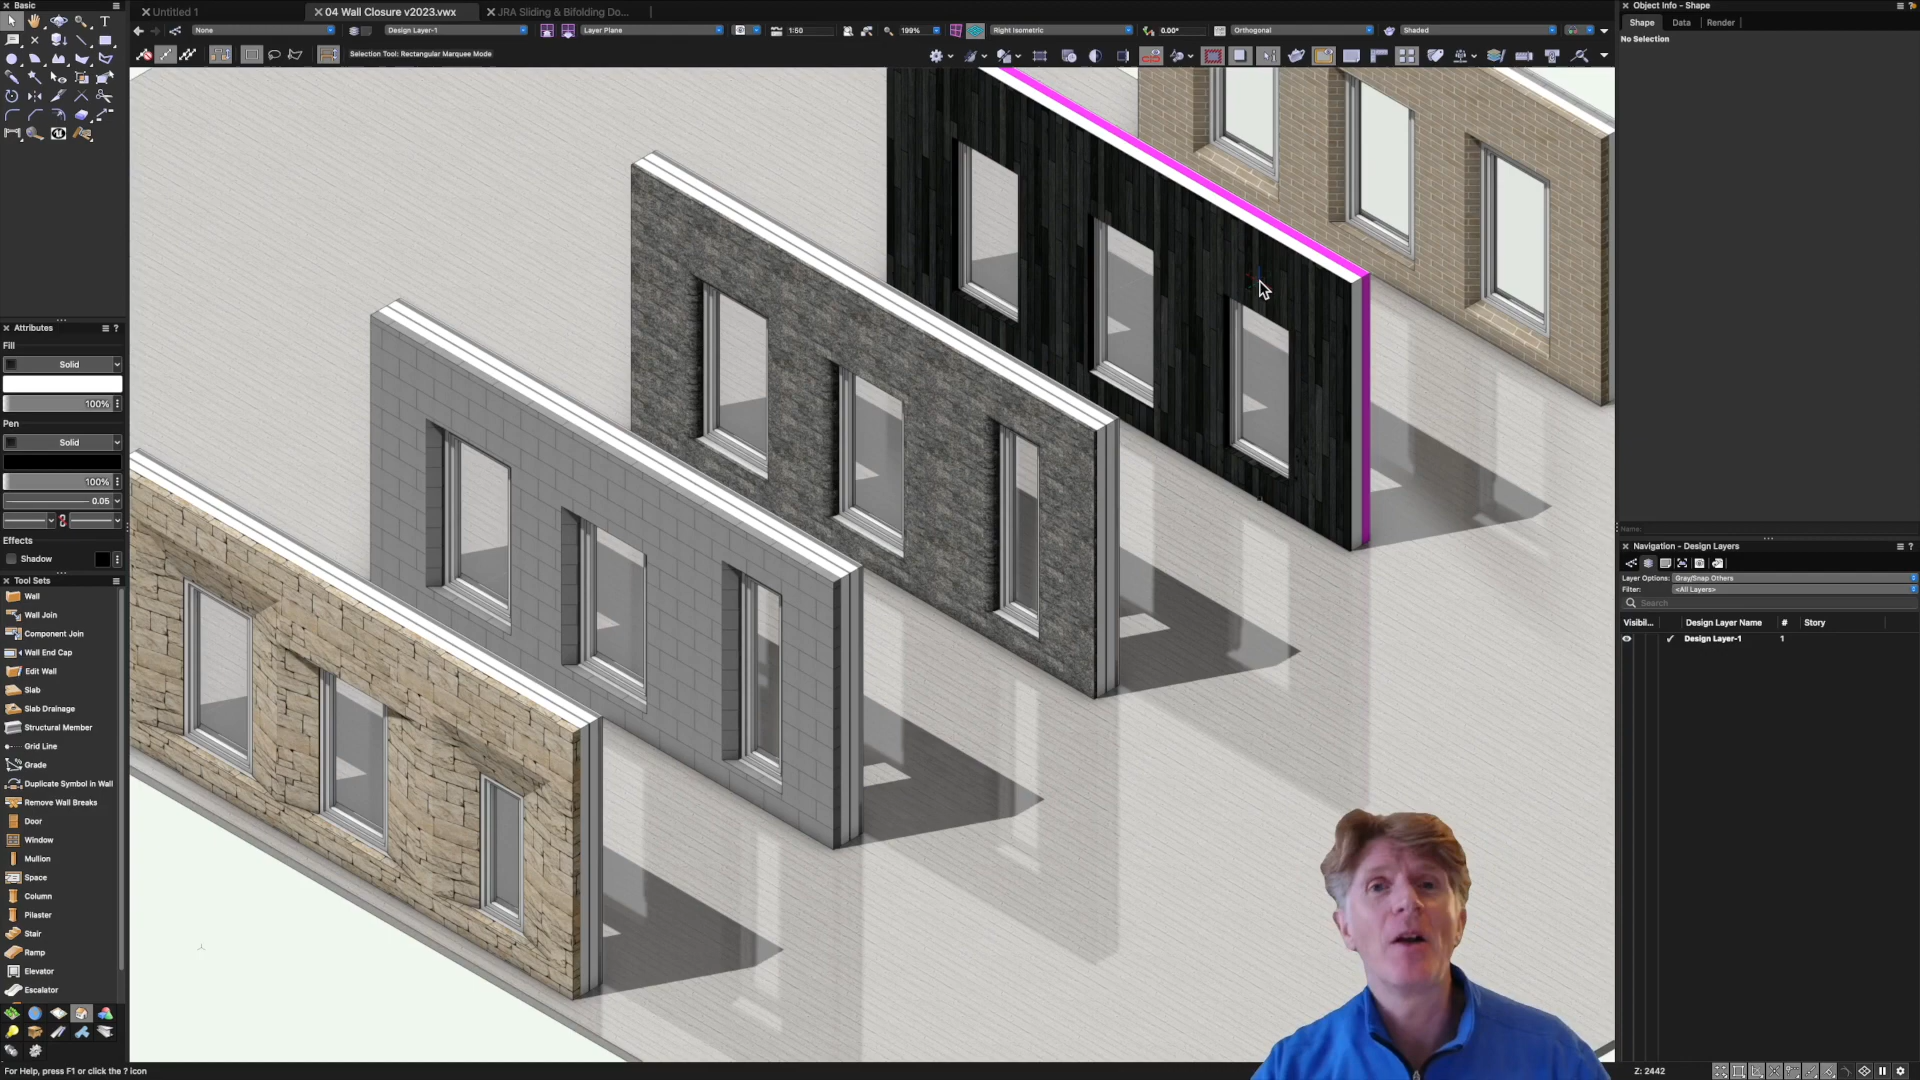 Basic
Untitled 1
04 Wall Closure v2023.vwx
JRA Sliding & Bifolding Do...
Object Info - Shape
None
Design Layer-1
Layer Plane
1:50
199%
Right Isometric
0.00°
Orthogonal
Shaded
Shape
Data
Render
No Selection
Selection Tool: Rectangular Marquee Mode
Attributes
Fill
Solid
100%
Pen
Solid
100%
0.05
Effects
Shadow
Tool Sets
Wall
Wall Join
Component Join
Wall End Cap
Edit Wall
Slab
Slab Drainage
Structural Member
Grid Line
Grade
Duplicate Symbol in Wall
Remove Wall Breaks
Door
Window
Mullion
Space
Column
Pilaster
Stair
Ramp
Elevator
Escalator
Name:
Navigation - Design Layers
Layer Options:
Gray/Snap Others
Filter:
<All Layers>
Search
Visibil...
Design Layer Name
#
Story
Design Layer-1
1
For Help, press F1 or click the ? icon
Z: 2442